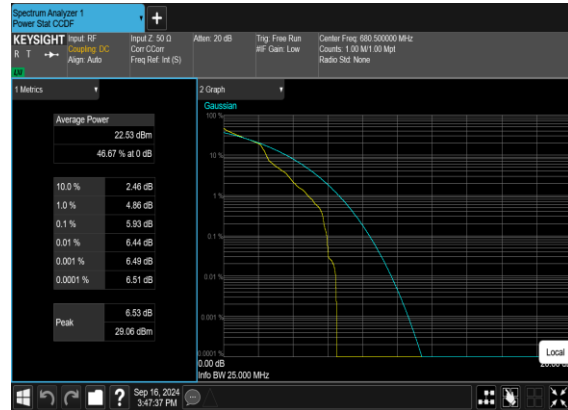 Spectrum Analyzer 1
Power Stat CCDF
KEYSIGHT
R T
LXI
Input: RF
Coupling: DC
Align: Auto
Input Z: 50 Ω
Corr CCorr
Freq Ref: Int (S)
Atten: 20 dB
Trig: Free Run
#IF Gain: Low
Center Freq: 680.500000 MHz
Counts: 1.00 M/1.00 Mpt
Radio Std: None
1 Metrics
Average Power
22.53 dBm
46.67 % at 0 dB
10.0 % 2.46 dB
1.0 % 4.86 dB
0.1 % 5.93 dB
0.01 % 6.44 dB
0.001 % 6.49 dB
0.0001 % 6.51 dB
Peak
6.53 dB
29.06 dBm
2 Graph
Gaussian
100 %
10 %
1 %
0.1 %
0.01 %
0.001 %
0.0001 %
0.00 dB
Info BW 25.000 MHz
Local
?
Sep 16, 2024
3:47:37 PM